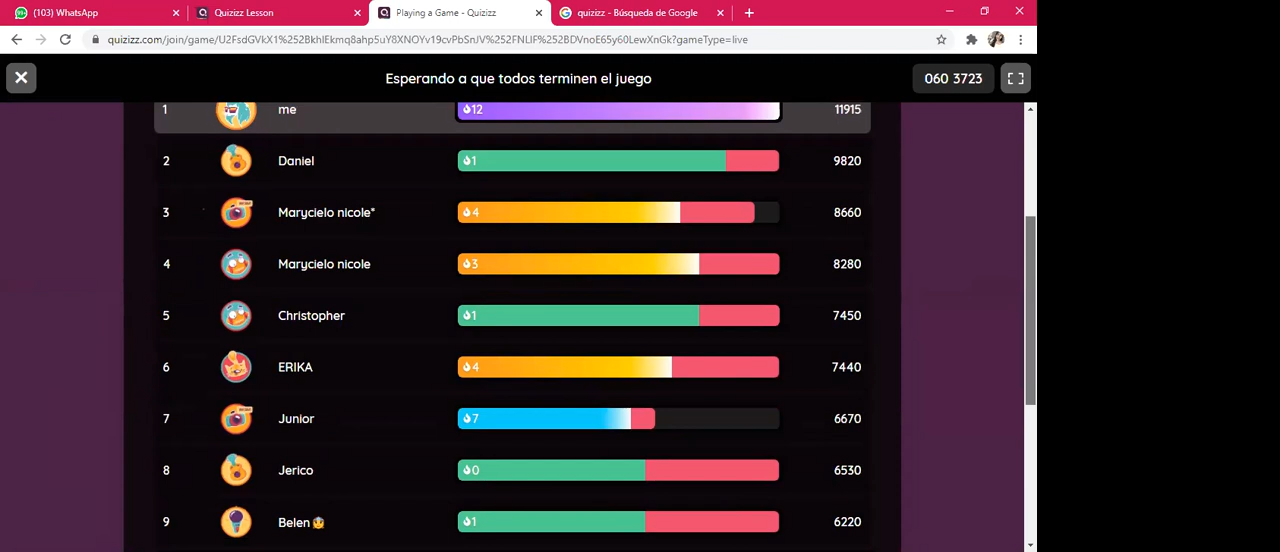 (103) WhatsApp
Quizizz Lesson
Playing a Game - Quizizz
quizizz - Búsqueda de Google
quizizz.com/join/game/U2FsdGVkX1%252BkhIEkmq8ahp5uY8XNOYv19cvPbSnJV%252FNLIF%252BDVnoE65y60LewXnGk?gameType=live
Esperando a que todos terminen el juego
060 3723
1 me 12 11915
2 Daniel 1 9820
3 Marycielo nicole* 4 8660
4 Marycielo nicole 3 8280
5 Christopher 1 7450
6 ERIKA 4 7440
7 Junior 7 6670
8 Jerico 0 6530
9 Belen👩‍🚀 1 6220